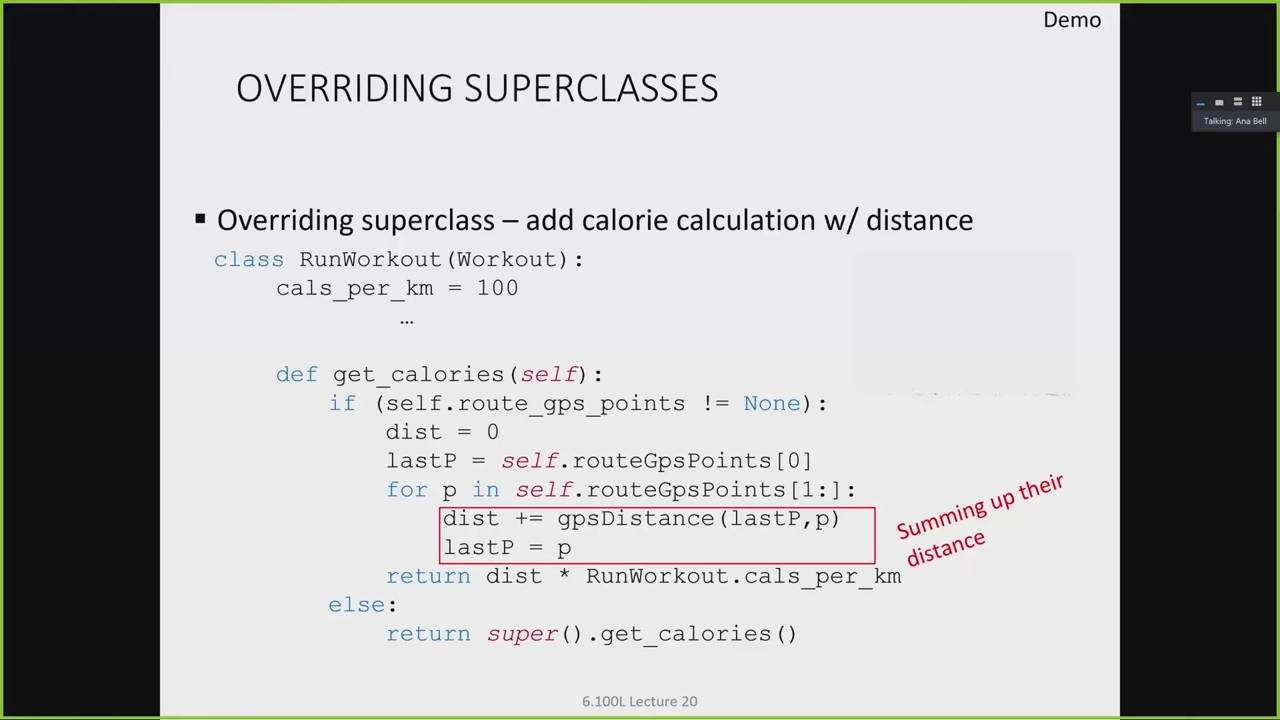 Demo
OVERRIDING SUPERCLASSES
Talking: Ana Bell
▪ Overriding superclass – add calorie calculation w/ distance
class RunWorkout(Workout):
cals_per_km = 100
…
def get_calories(self):
if (self.route_gps_points != None):
dist = 0
lastP = self.routeGpsPoints[0]
for p in self.routeGpsPoints[1:]:
dist += gpsDistance(lastP,p)
lastP = p
Summing up their
distance
return dist * RunWorkout.cals_per_km
else:
return super().get_calories()
6.100L Lecture 20